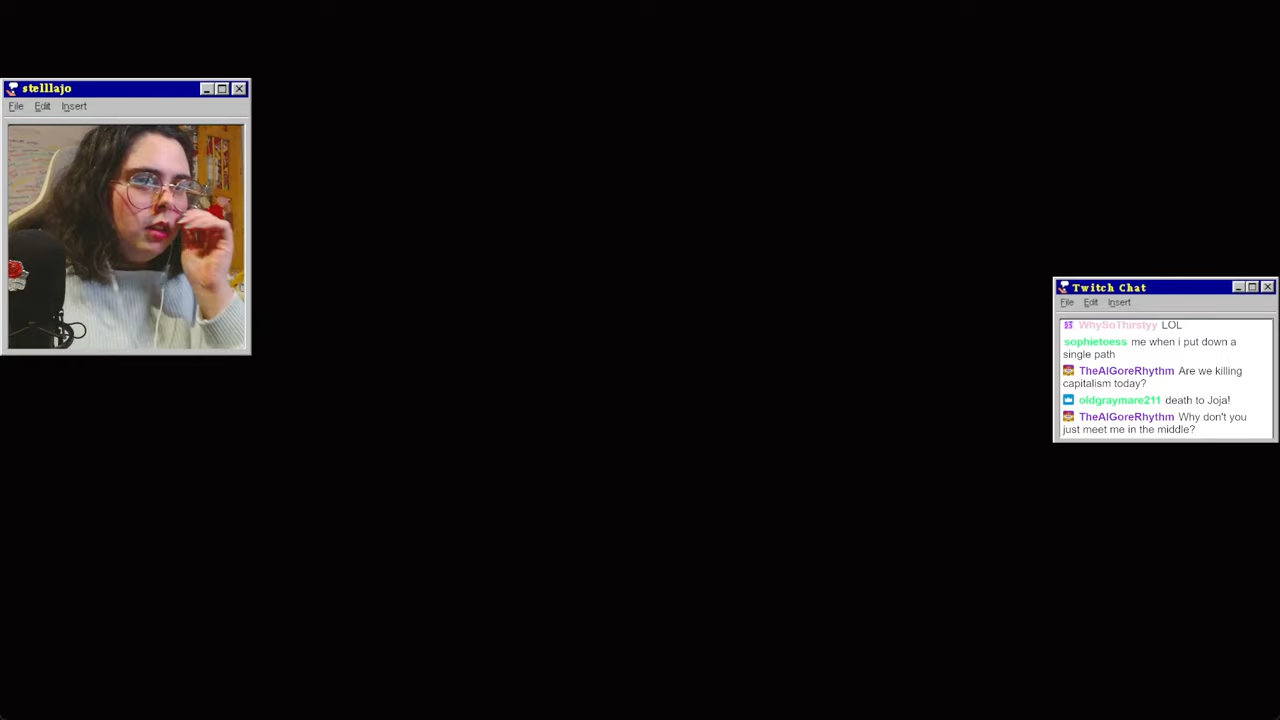 stelllajo
File Edit Insert
Twitch Chat
File Edit Insert
WhySoThirstyy LOL
sophietoess me when i put down a
single path
TheAlGoreRhythm Are we killing
capitalism today?
oldgraymare211 death to Joja!
TheAlGoreRhythm Why don't you
just meet me in the middle?